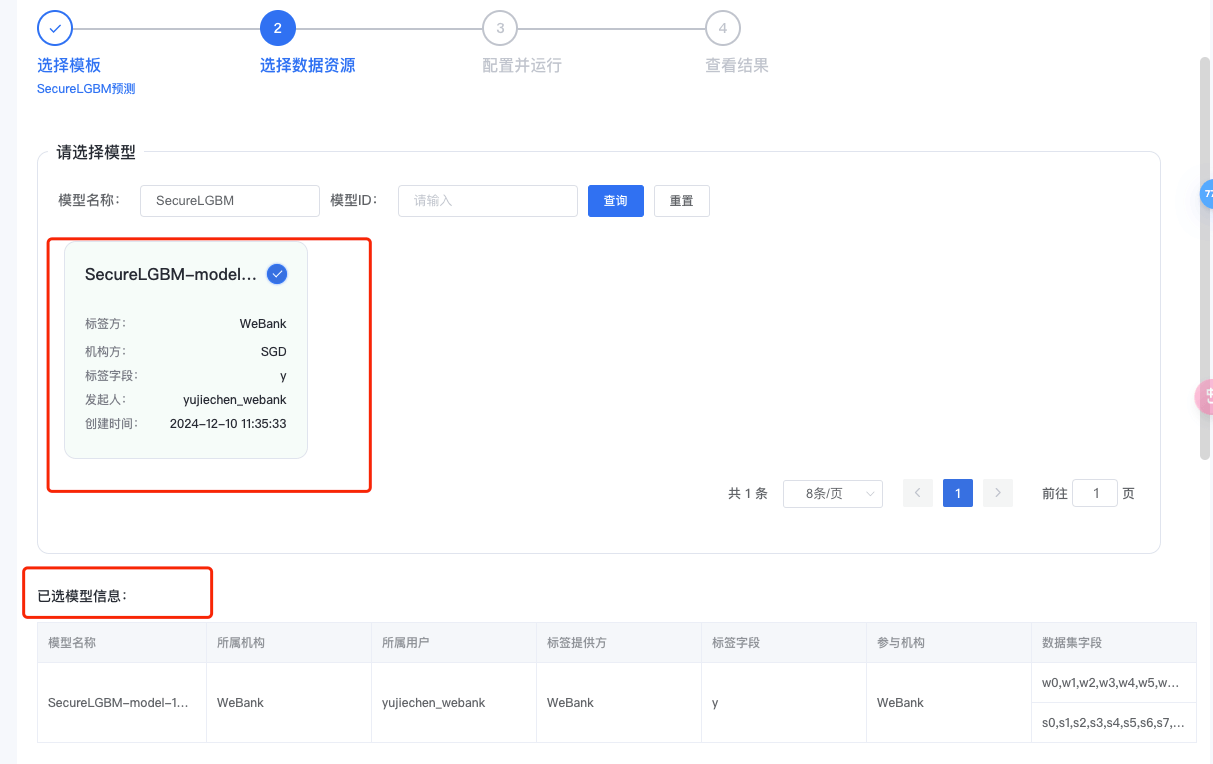 2 3 4
选择模板 选择数据资源 配置并运行 查看结果
SecureLGBM预测
请选择模型
模型名称： SecureLGBM 模型ID： 请输入 查询 重置
SecureLGBM-model...
标签方： WeBank
机构方： SGD
标签字段： y
发起人： yujiechen_webank
创建时间： 2024-12-10 11:35:33
共 1 条 8条/页 1 前往 1 页
已选模型信息：
模型名称 所属机构 所属用户 标签提供方 标签字段 参与机构 数据集字段
SecureLGBM-model-1... WeBank yujiechen_webank WeBank y WeBank w0,w1,w2,w3,w4,w5,w...
s0,s1,s2,s3,s4,s5,s6,s7,...